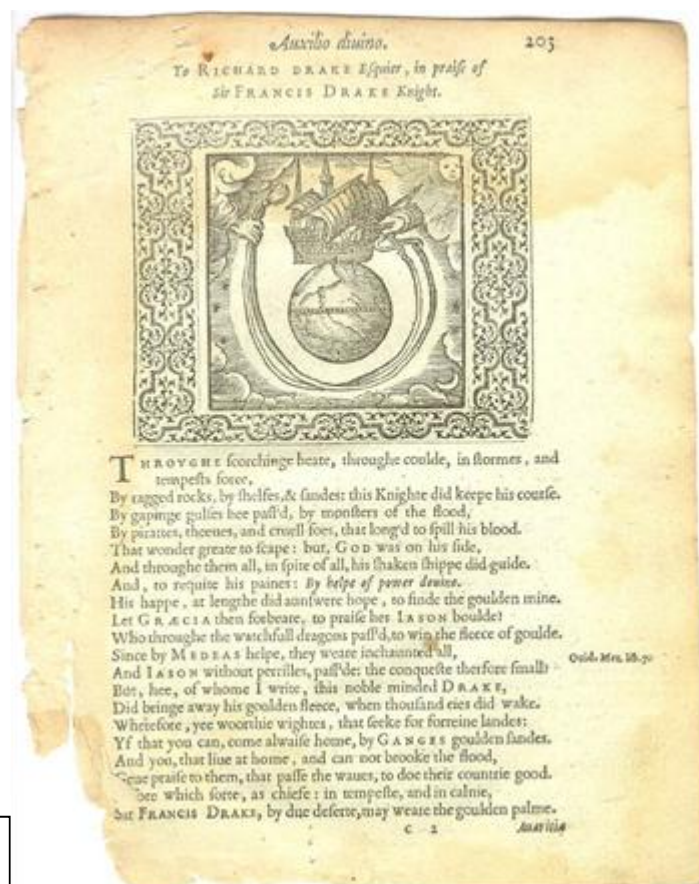 Auxilio diuino. 203
To RICHARD DRAKE Esquier, in praise of
Sir FRANCIS DRAKE Knight.
THROVGHE scorchinge heate, throughe coulde, in stormes, and
tempests force,
By ragged rocks, by shelfes, & sandes: this Knighte did keepe his course.
By gapinge gulfes hee pass'd, by monsters of the flood,
By pirattes, theeues, and cruell foes, that long'd to spill his blood.
That wonder greate to scape: but, GOD was on his side,
And throughe them all, in spite of all, his shaken shippe did guide.
And, to requite his paines: By helpe of power deuine.
His happe, at lengthe did aunswere hope, to finde the goulden mine.
Let GRÆCIA then forbeare, to praise her IASON boulde?
Who throughe the watchfull dragons pass'd, to win the fleece of goulde.
Since by MEDEAS helpe, they weare inchaunted all,
Ouid. Met. lib. 7.
And IASON without perrilles, pass'de: the conqueste therfore small?
But, hee, of whome I write, this noble minded DRAKE,
Did bringe away his goulden fleece, when thousand eies did wake.
Wherefore, yee woorthie wightes, that seeke for forreine landes:
Yf that you can, come alwaise home, by GANGES goulden sandes.
And you, that liue at home, and can not brooke the flood,
Geue praise to them, that passe the waues, to doe their countrie good.
which sorte, as chiefe: in tempeste, and in calme,
Sir FRANCIS DRAKE, by due deserte, may weare the goulden palme.
c 2 Auaritia